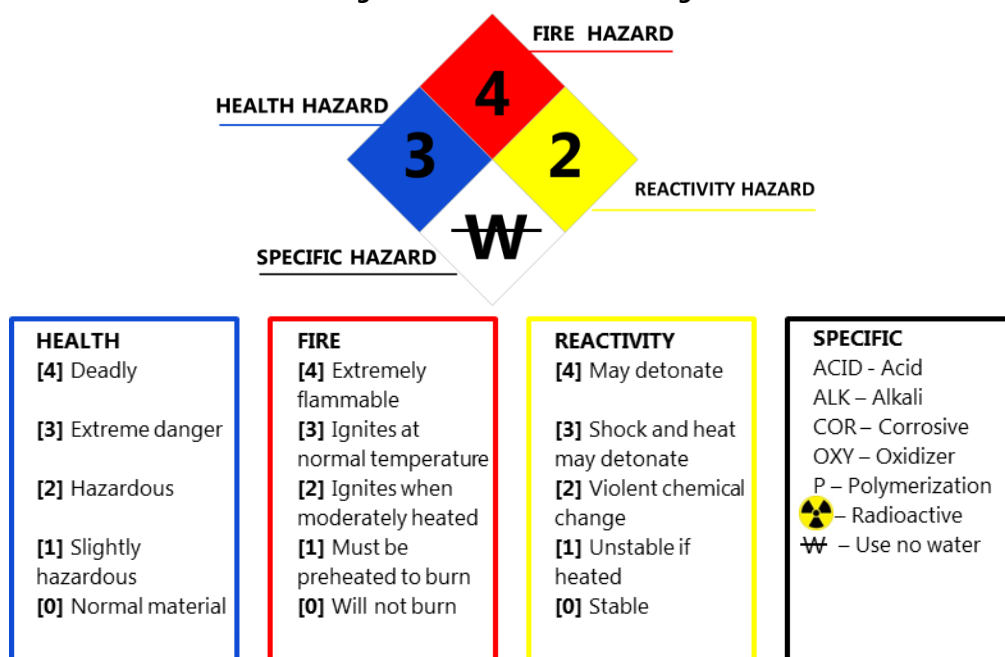 FIRE HAZARD
HEALTH HAZARD
4
3
2
REACTIVITY HAZARD
W
SPECIFIC HAZARD
HEALTH
[4] Deadly
[3] Extreme danger
[2] Hazardous
[1] Slightly
hazardous
[0] Normal material
FIRE
[4] Extremely
flammable
[3] Ignites at
normal temperature
[2] Ignites when
moderately heated
[1] Must be
preheated to burn
[0] Will not burn
REACTIVITY
[4] May detonate
[3] Shock and heat
may detonate
[2] Violent chemical
change
[1] Unstable if
heated
[0] Stable
SPECIFIC
ACID - Acid
ALK – Alkali
COR – Corrosive
OXY – Oxidizer
P – Polymerization
– Radioactive
W – Use no water